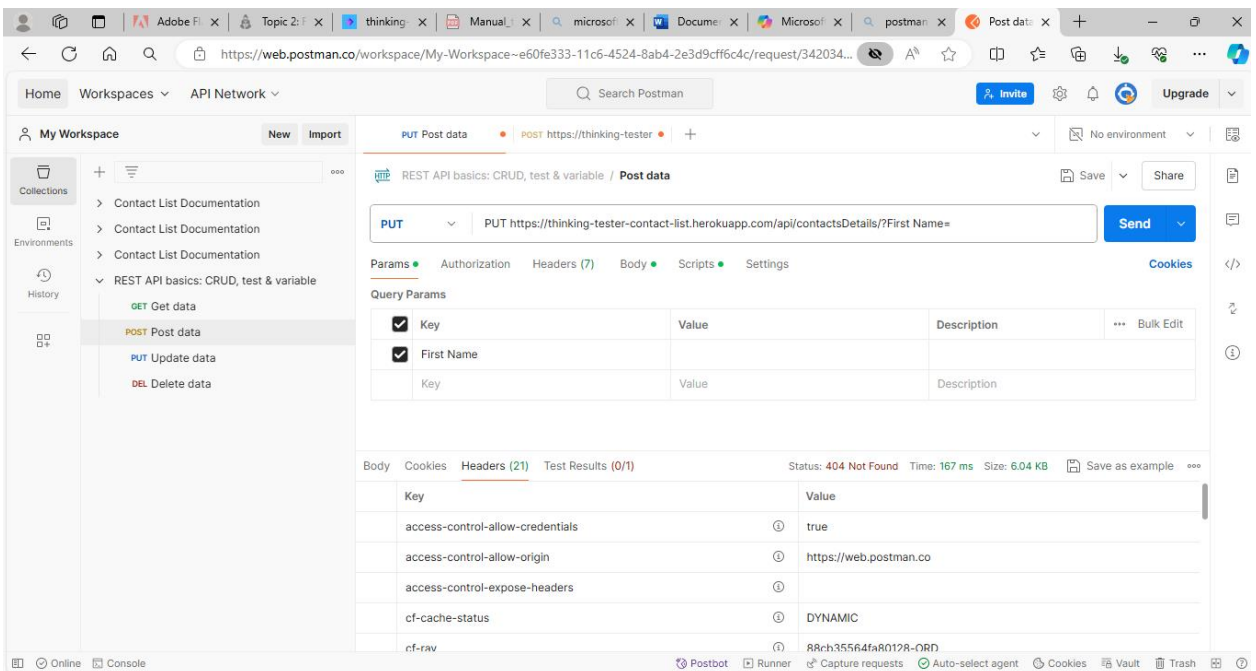 Adobe Fl
Topic 2: F
thinking-
Manual_t
microsoft
Documen
Microsof
postman
Post data
https://web.postman.co/workspace/My-Workspace~e60fe333-11c6-4524-8ab4-2e3d9cff6c4c/request/342034...
Home Workspaces API Network Search Postman Invite Upgrade
My Workspace New Import PUT Post data POST https://thinking-tester No environment
Collections
Environments
History
Contact List Documentation
Contact List Documentation
Contact List Documentation
REST API basics: CRUD, test & variable
GET Get data
POST Post data
PUT Update data
DEL Delete data
HTTP REST API basics: CRUD, test & variable / Post data Save Share
PUT PUT https://thinking-tester-contact-list.herokuapp.com/api/contactsDetails/?First Name= Send
Params Authorization Headers (7) Body Scripts Settings Cookies
Query Params
Key Value Description Bulk Edit
First Name
Key Value Description
Body Cookies Headers (21) Test Results (0/1) Status: 404 Not Found Time: 167 ms Size: 6.04 KB Save as example
Key Value
access-control-allow-credentials true
access-control-allow-origin https://web.postman.co
access-control-expose-headers
cf-cache-status DYNAMIC
cf-ray 88cb35564fa80128-ORD
Online Console Postbot Runner Capture requests Auto-select agent Cookies Vault Trash